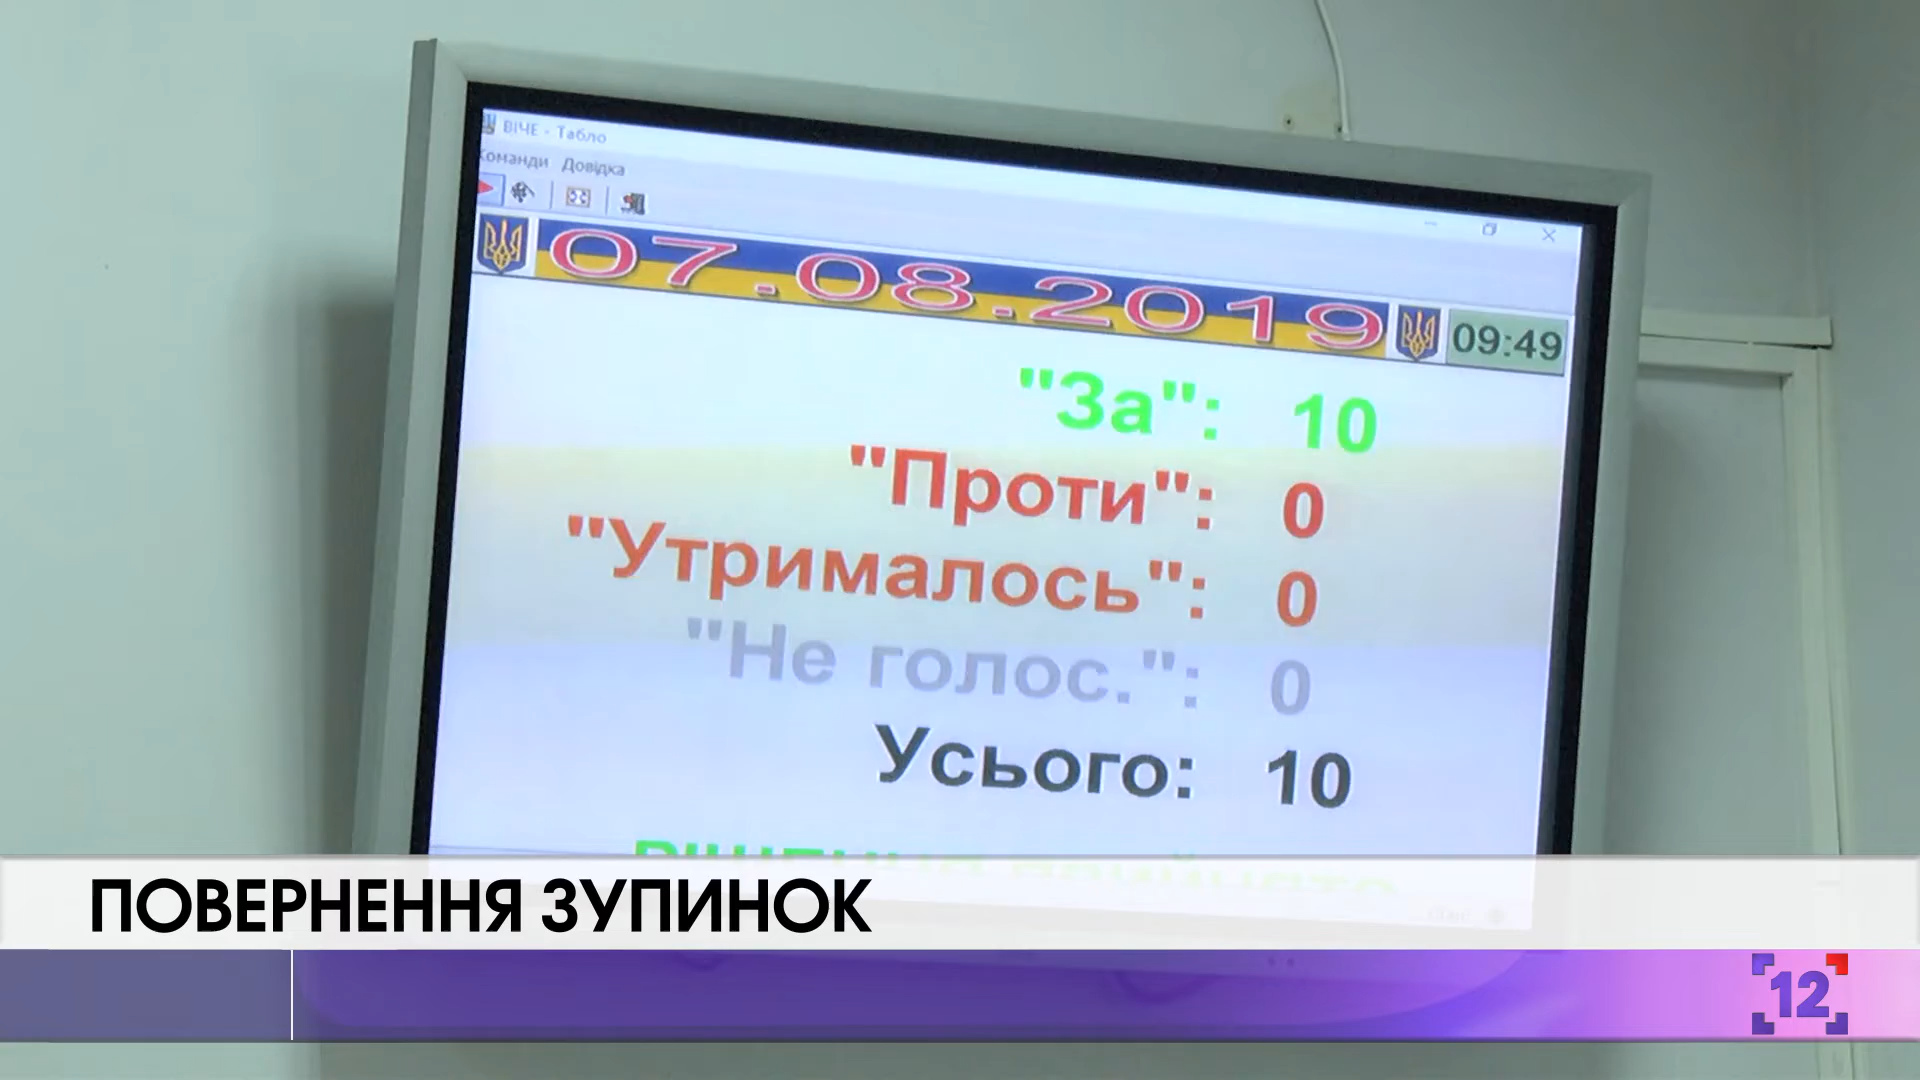 ВІЧЕ - Табло
Команди Довідка
07.08.2019 09:49
"За": 10
"Проти": 0
"Утрималось": 0
"Не голос.": 0
Усього: 10
ПОВЕРНЕННЯ ЗУПИНОК
12